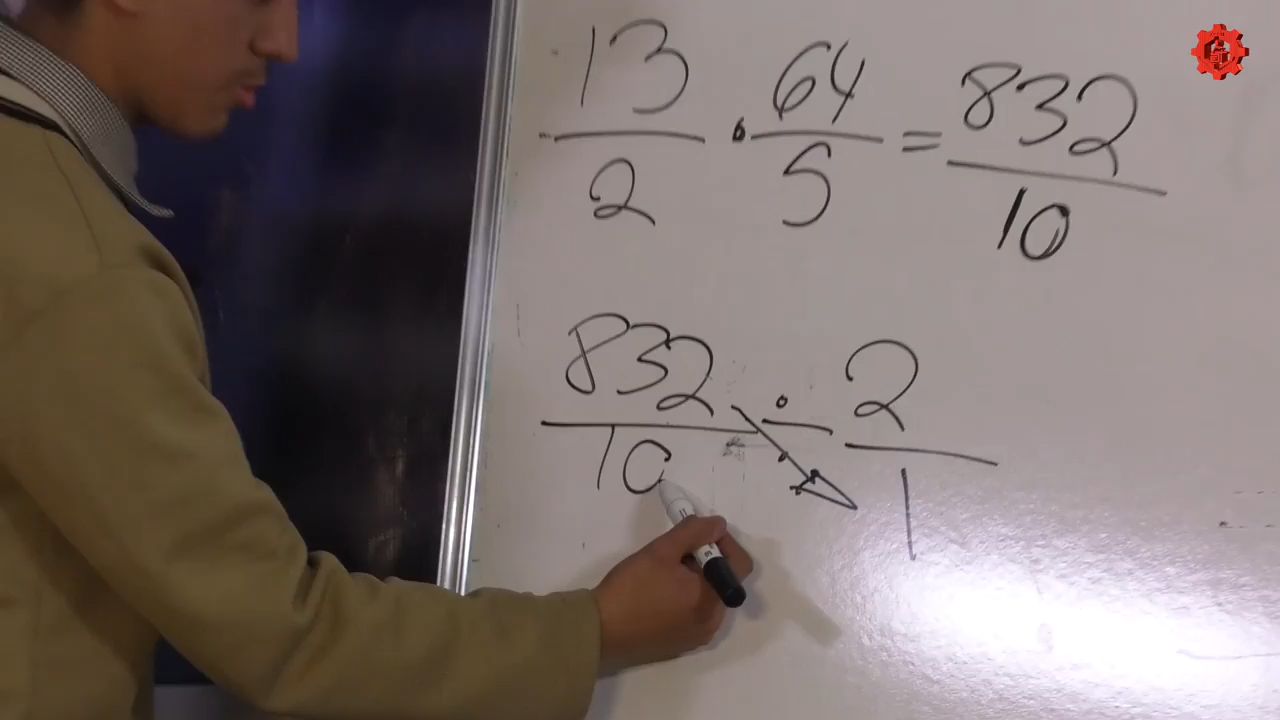 13/2 · 64/5 = 832/10
832/10 ÷ 2/1